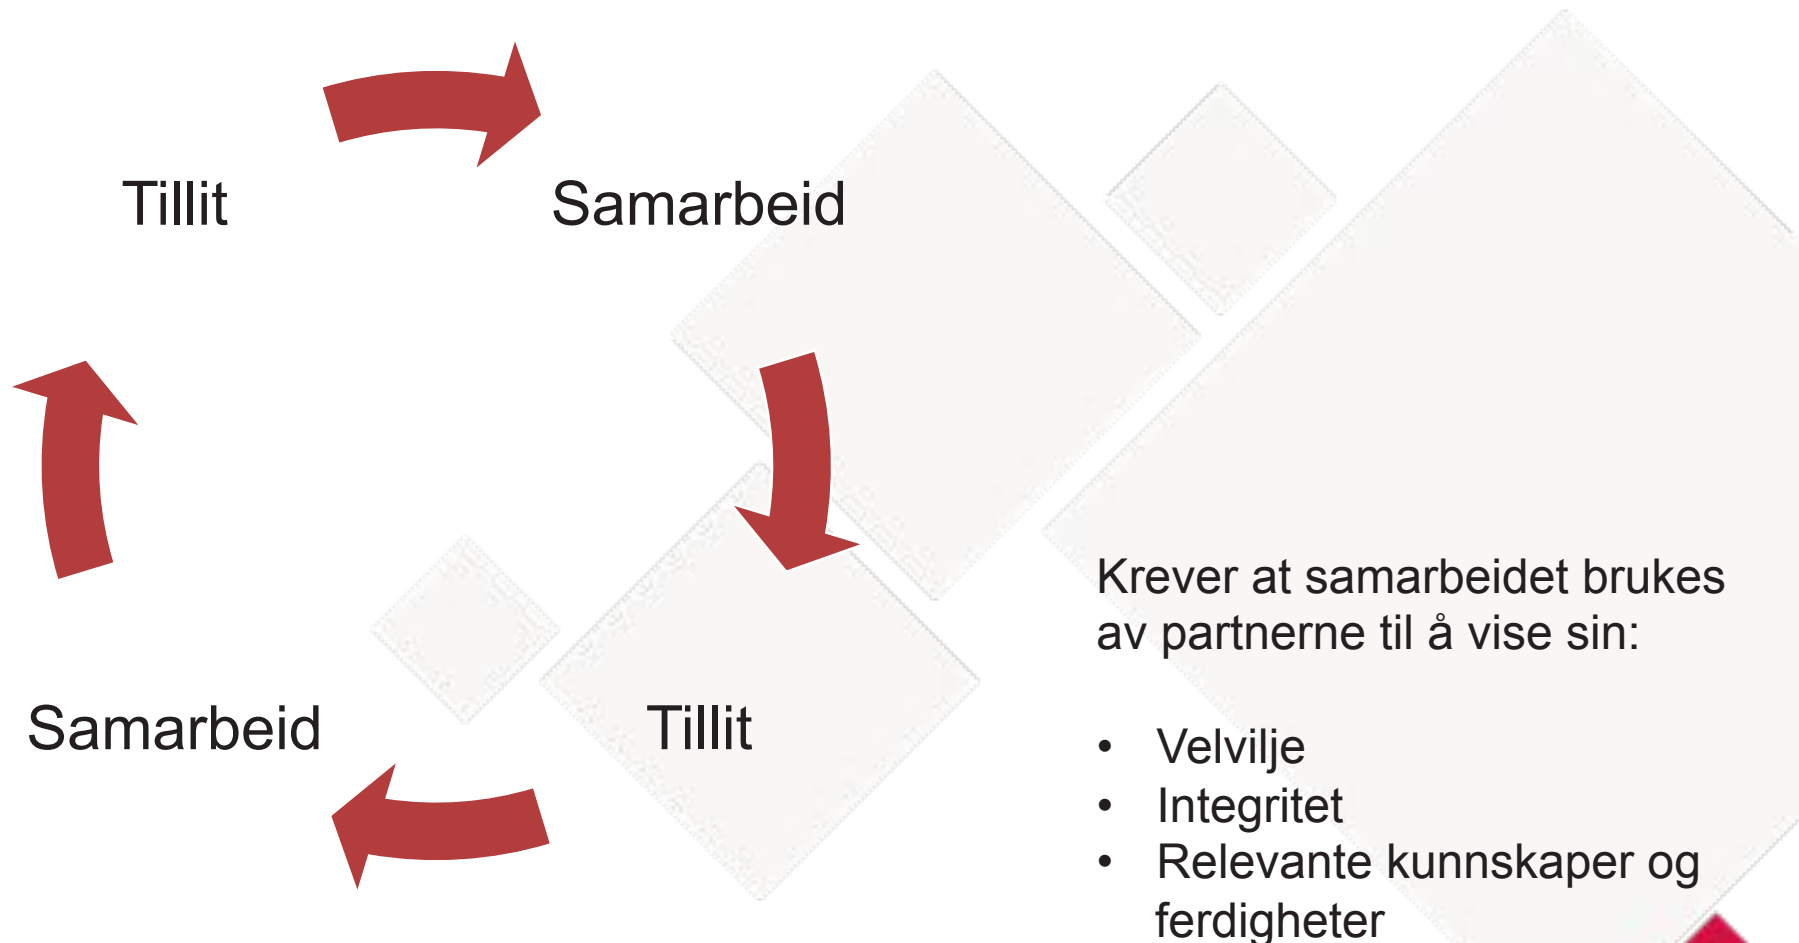 Tillit
Samarbeid
Samarbeid
Tillit
Krever at samarbeidet brukes
av partnerne til å vise sin:
• Velvilje
• Integritet
• Relevante kunnskaper og
ferdigheter